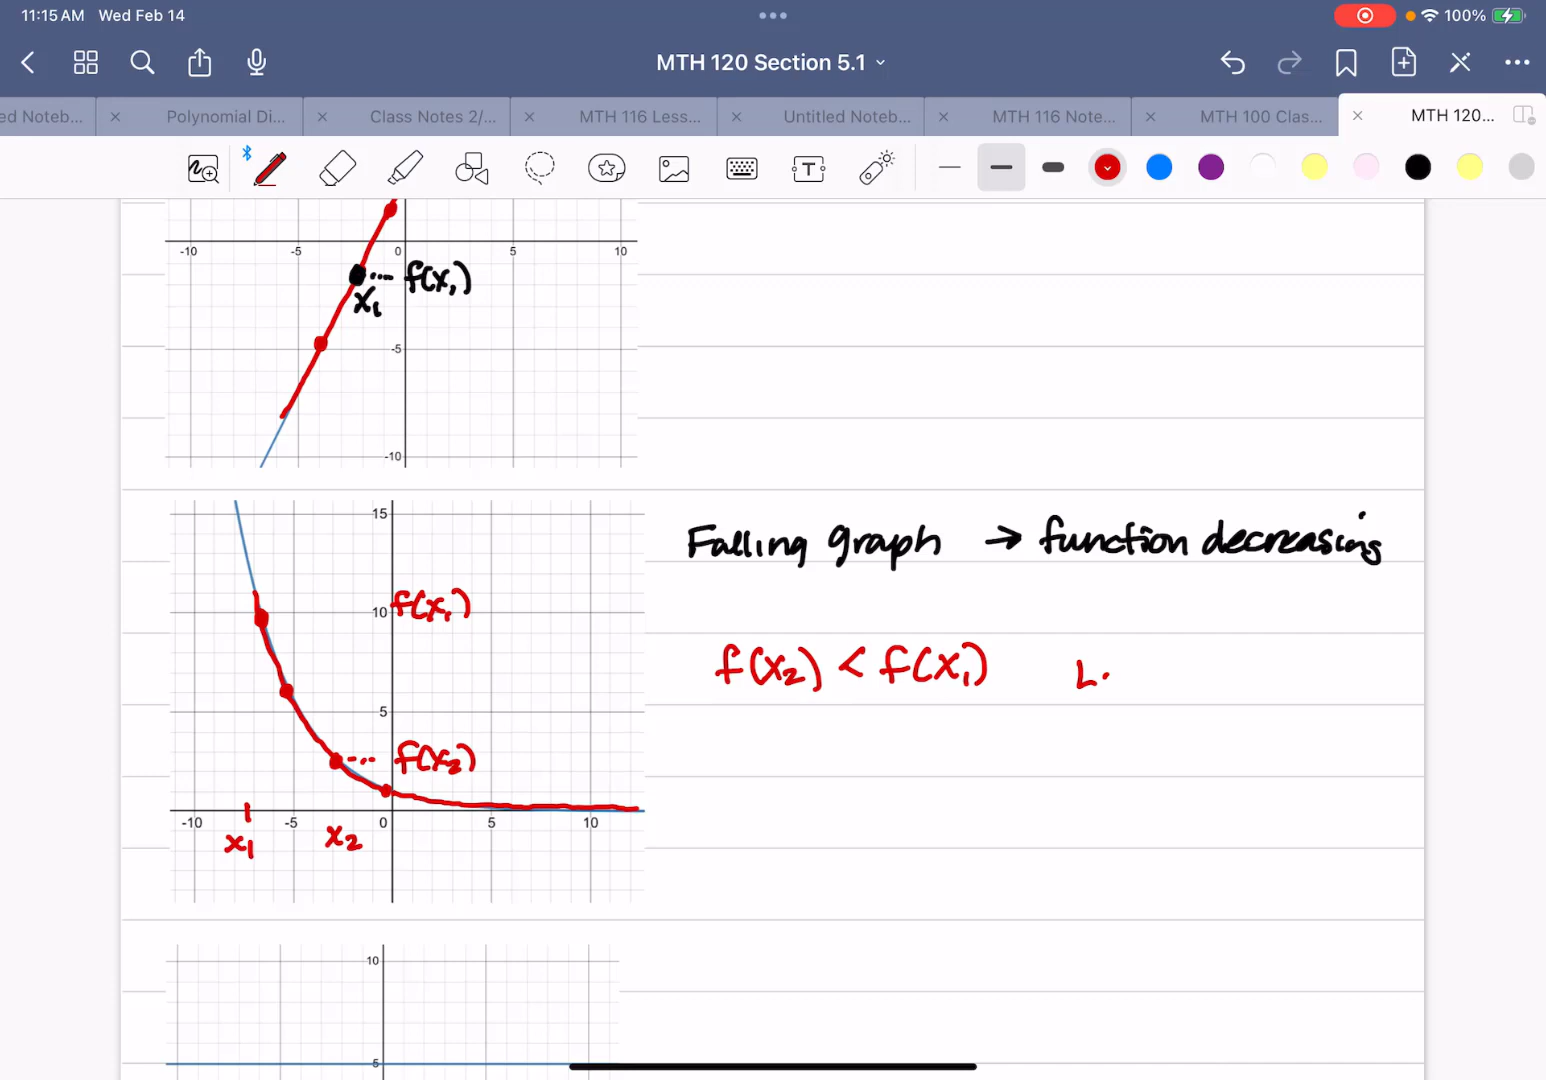 11:15 AM Wed Feb 14
100%
MTH 120 Section 5.1
ed Noteb...
Polynomial Di...
Class Notes 2/...
MTH 116 Less...
Untitled Noteb...
MTH 116 Note...
MTH 100 Clas...
MTH 120...
T
-10 -5 0 5 10
f(x₁)
x₁
-5
-10
15
Falling graph → function decreasing
10 f(x₁)
f(x₂) < f(x₁)
5
f(x₂)
-10 -5 0 5 10
x₁ x₂
10
5